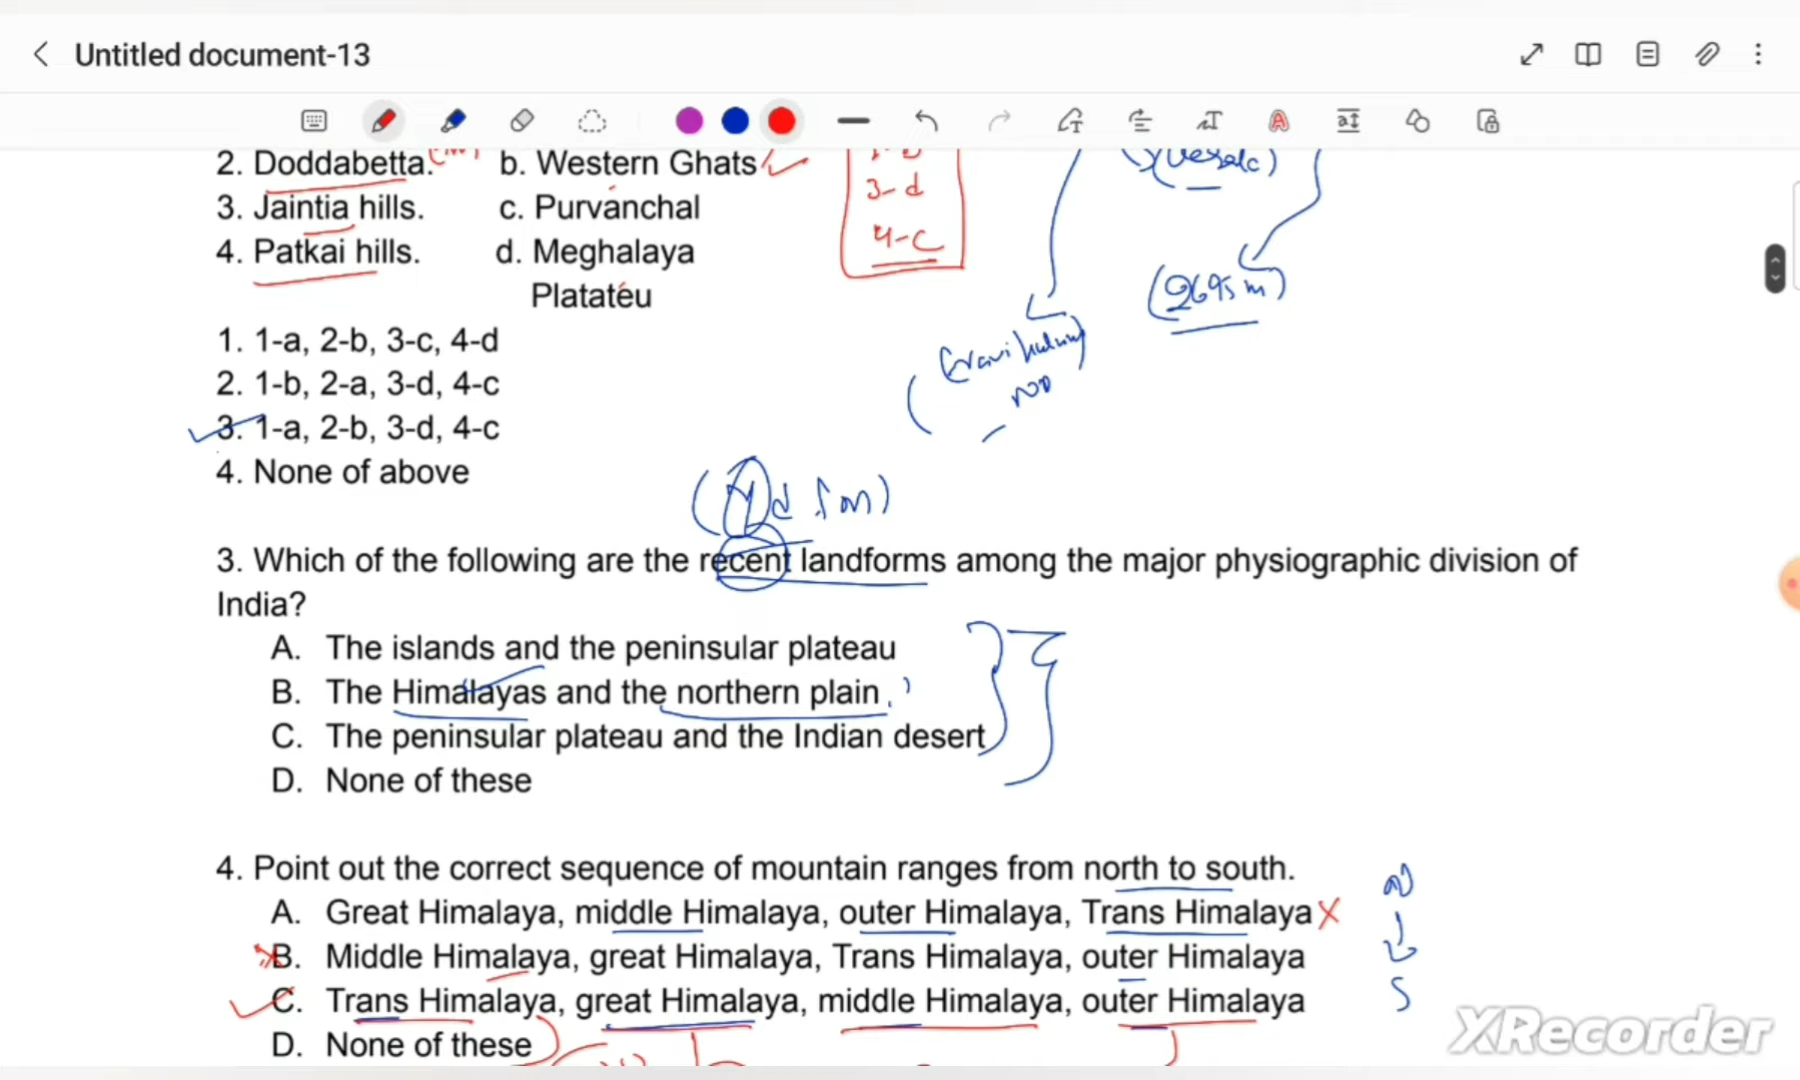 Untitled document-13
2. Doddabetta. b. Western Ghats
3. Jaintia hills. c. Purvanchal
3-d
4. Patkai hills. d. Meghalaya
4-c
Platateu
(2695m)
1. 1-a, 2-b, 3-c, 4-d
2. 1-b, 2-a, 3-d, 4-c
3. 1-a, 2-b, 3-d, 4-c
4. None of above
3. Which of the following are the recent landforms among the major physiographic division of
India?
A. The islands and the peninsular plateau
B. The Himalayas and the northern plain
C. The peninsular plateau and the Indian desert
D. None of these
4. Point out the correct sequence of mountain ranges from north to south.
N
A. Great Himalaya, middle Himalaya, outer Himalaya, Trans Himalaya
B. Middle Himalaya, great Himalaya, Trans Himalaya, outer Himalaya
C. Trans Himalaya, great Himalaya, middle Himalaya, outer Himalaya
S
D. None of these
XRecorder